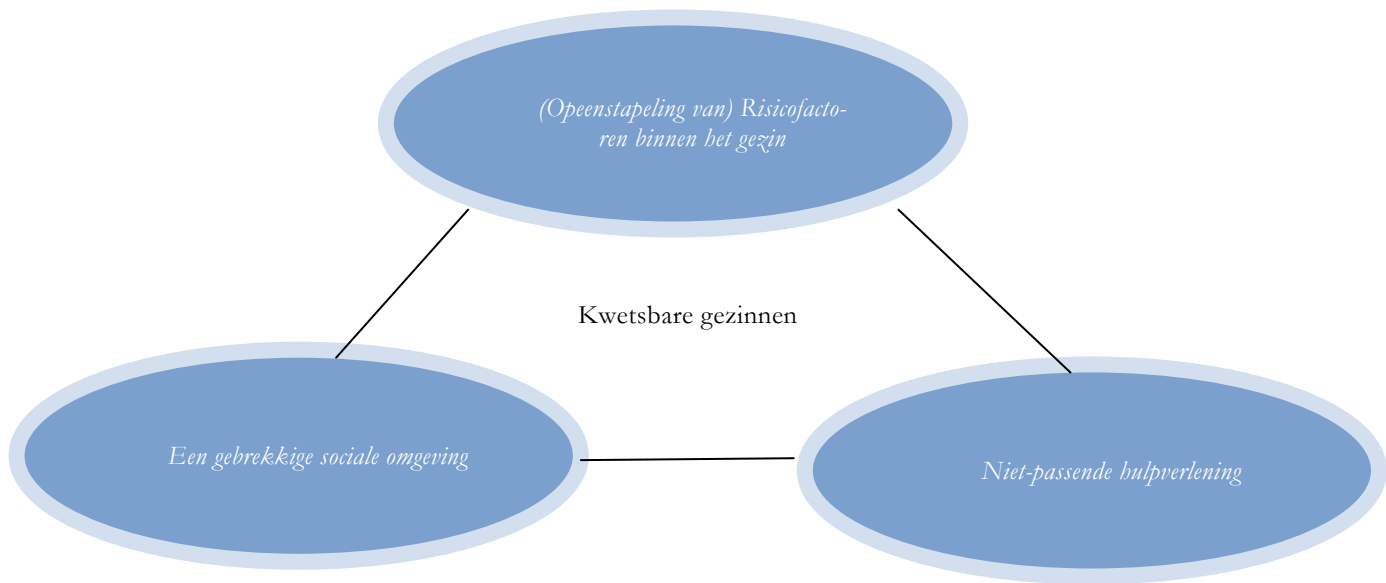 (Opeenstapeling van) Risicofacto-
ren binnen het gezin
Kwetsbare gezinnen
Een gebrekkige sociale omgeving
Niet-passende hulpverlening